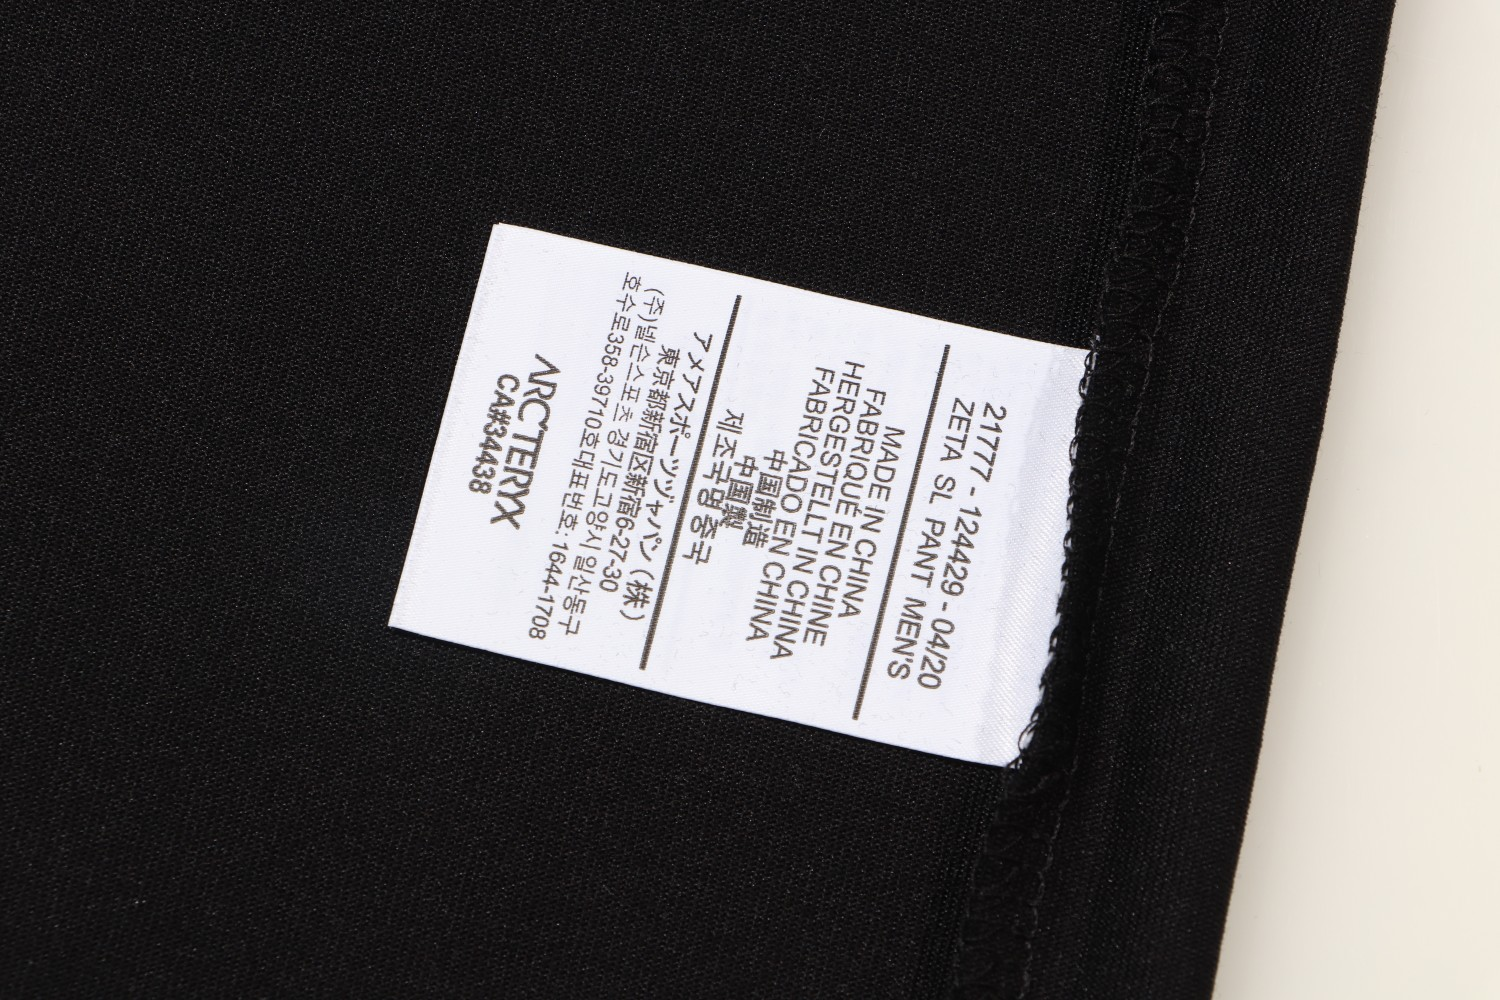 21777 - 124429 - 04/20
ZETA SL PANT MEN'S
MADE IN CHINA
FABRIQUÉ EN CHINE
HERGESTELLT IN CHINA
FABRICADO EN CHINA
中国制造
中国製
제조국명 중국
アメアスポーツジャパン (株)
東京都新宿区新宿6-27-30
(주)넬슨스포츠 경기도고양시 일산동구
호수로358-39710호대표번호: 1644-1708
ARC'TERYX
CA#34438